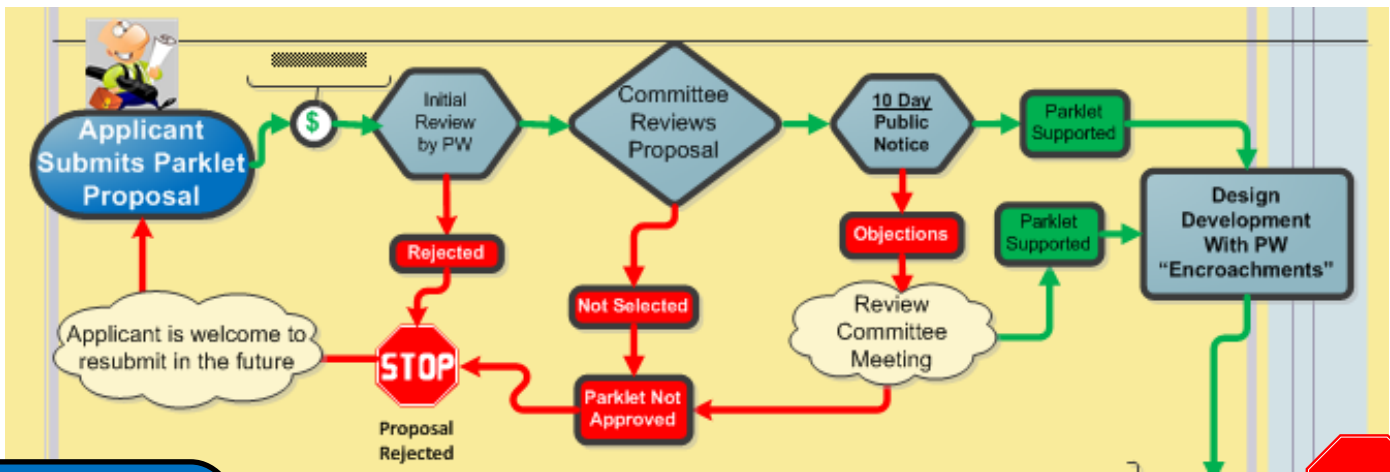 Applicant
Submits Parklet
Proposal
$
Initial
Review
by PW
Committee
Reviews
Proposal
10 Day
Public
Notice
Parklet
Supported
Design
Development
With PW
“Encroachments”
Rejected
Not Selected
Objections
Parklet
Supported
Applicant is welcome to
resubmit in the future
STOP
Proposal
Rejected
Parklet Not
Approved
Review
Committee
Meeting